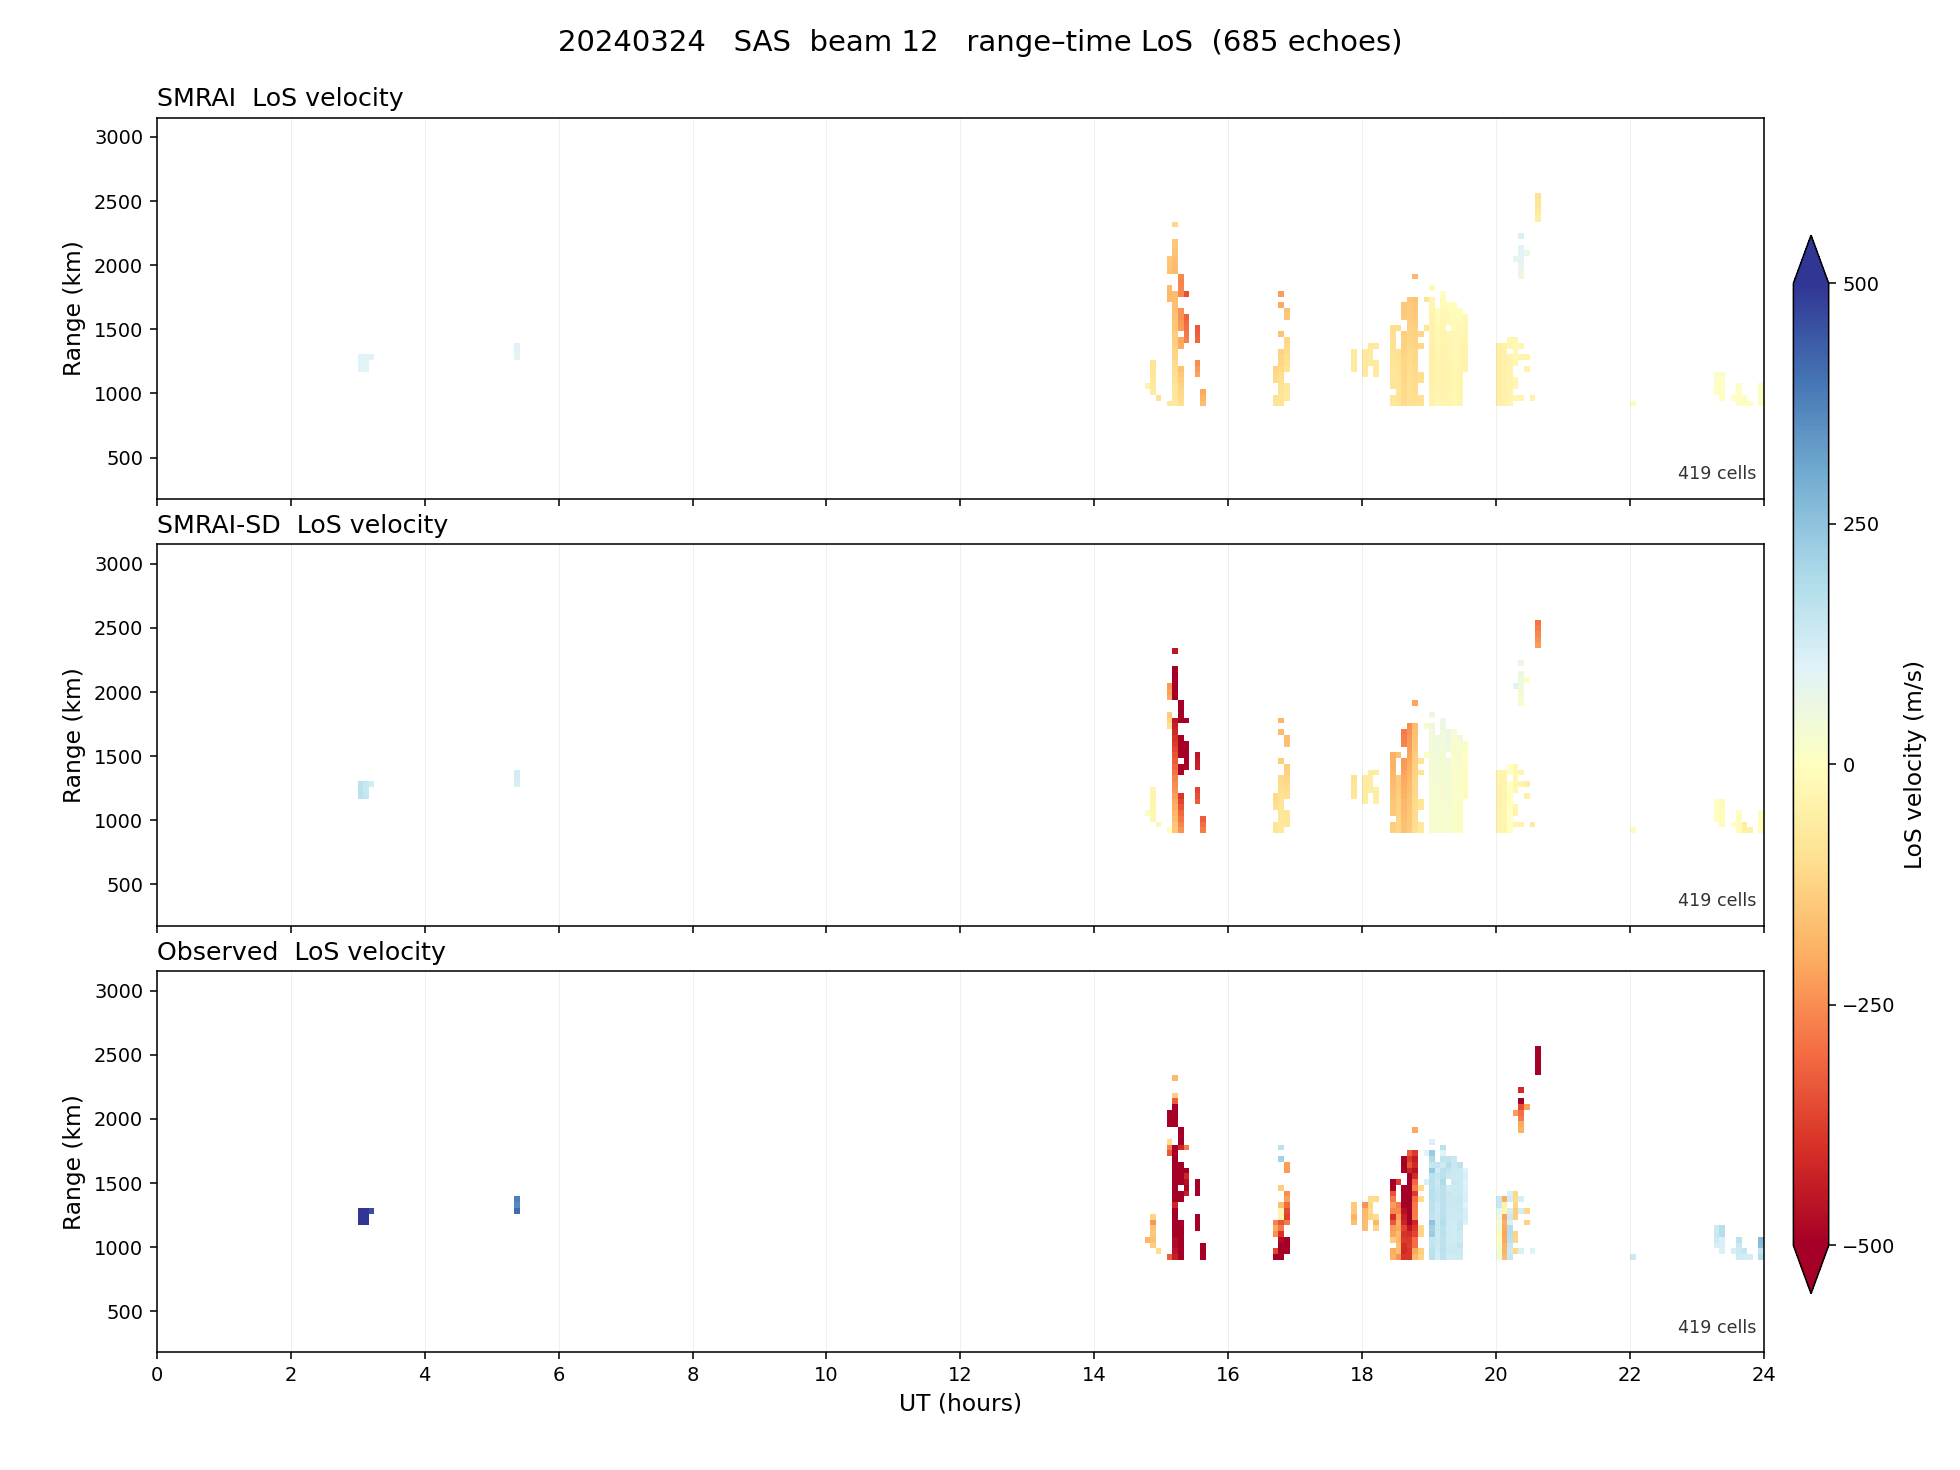 20240324   SAS  beam 12   range–time LoS  (685 echoes)
SMRAI  LoS velocity
3000
2500
2000
1500
1000
500
Range (km)
419 cells
SMRAI-SD  LoS velocity
3000
2500
2000
1500
1000
500
Range (km)
419 cells
Observed  LoS velocity
3000
2500
2000
1500
1000
500
Range (km)
419 cells
0 2 4 6 8 10 12 14 16 18 20 22 24
UT (hours)
500
250
0
−250
−500
LoS velocity (m/s)